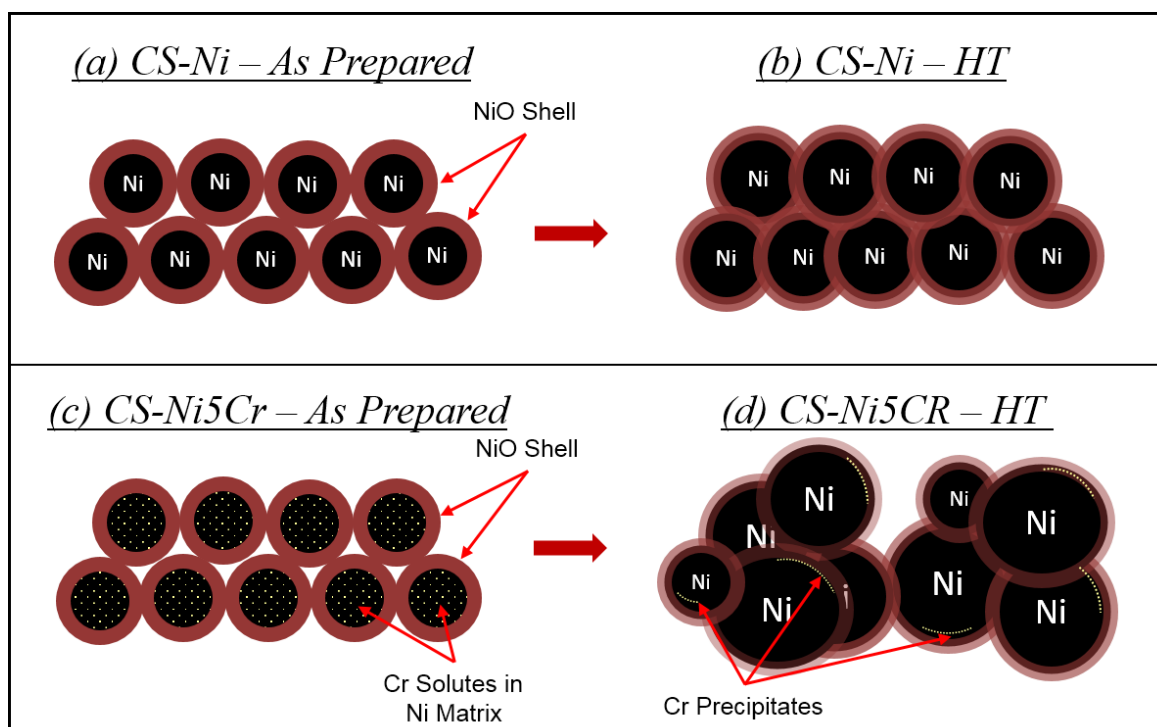 (a) CS-Ni – As Prepared
(b) CS-Ni – HT
NiO Shell
Ni Ni Ni Ni
Ni Ni Ni Ni Ni
Ni Ni Ni Ni
Ni Ni Ni Ni Ni
(c) CS-Ni5Cr – As Prepared
(d) CS-Ni5CR – HT
NiO Shell
Cr Solutes in
Ni Matrix
Ni Ni Ni Ni
Ni Ni i Ni Ni
Cr Precipitates